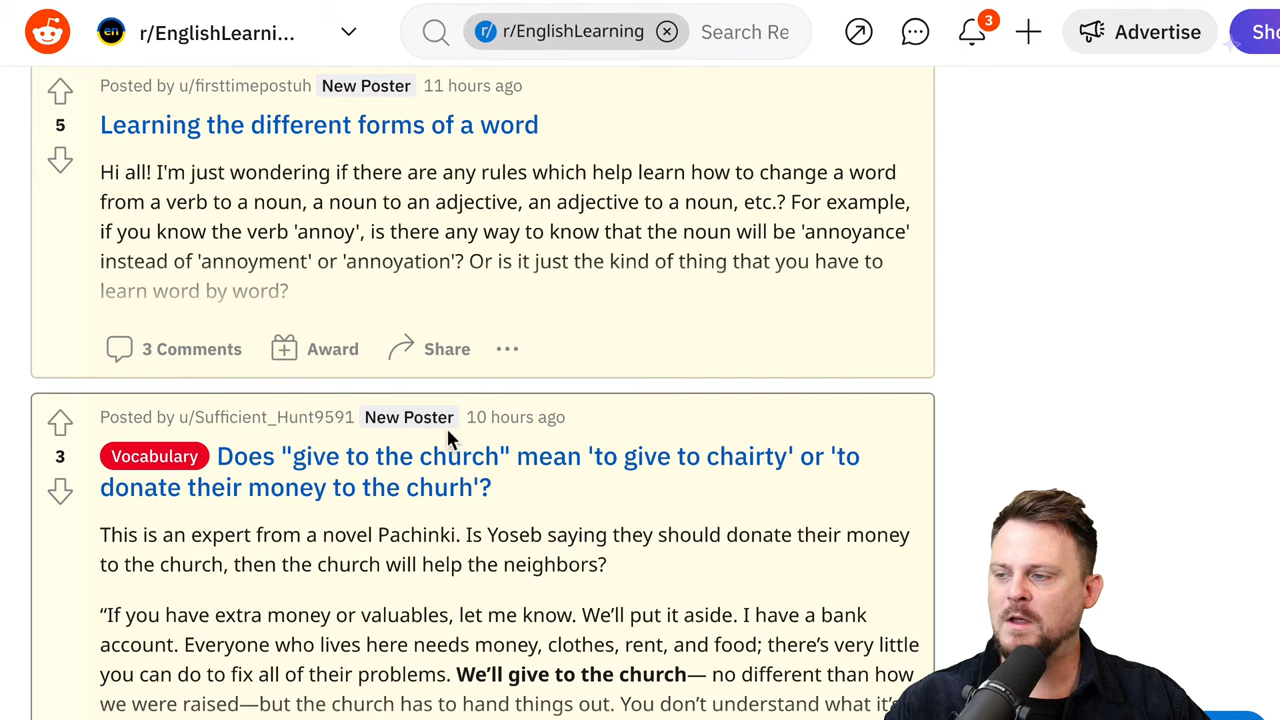 en r/EnglishLearni... r/EnglishLearning Search Re 3 Advertise Sho
Posted by u/firsttimepostuh New Poster 11 hours ago
5
Learning the different forms of a word
Hi all! I'm just wondering if there are any rules which help learn how to change a word
from a verb to a noun, a noun to an adjective, an adjective to a noun, etc.? For example,
if you know the verb 'annoy', is there any way to know that the noun will be 'annoyance'
instead of 'annoyment' or 'annoyation'? Or is it just the kind of thing that you have to
learn word by word?
3 Comments Award Share
Posted by u/Sufficient_Hunt9591 New Poster 10 hours ago
3
Vocabulary Does "give to the church" mean 'to give to chairty' or 'to
donate their money to the churh'?
This is an expert from a novel Pachinki. Is Yoseb saying they should donate their money
to the church, then the church will help the neighbors?
“If you have extra money or valuables, let me know. We’ll put it aside. I have a bank
account. Everyone who lives here needs money, clothes, rent, and food; there’s very little
you can do to fix all of their problems. We’ll give to the church— no different than how
we were raised—but the church has to hand things out. You don’t understand what it’s